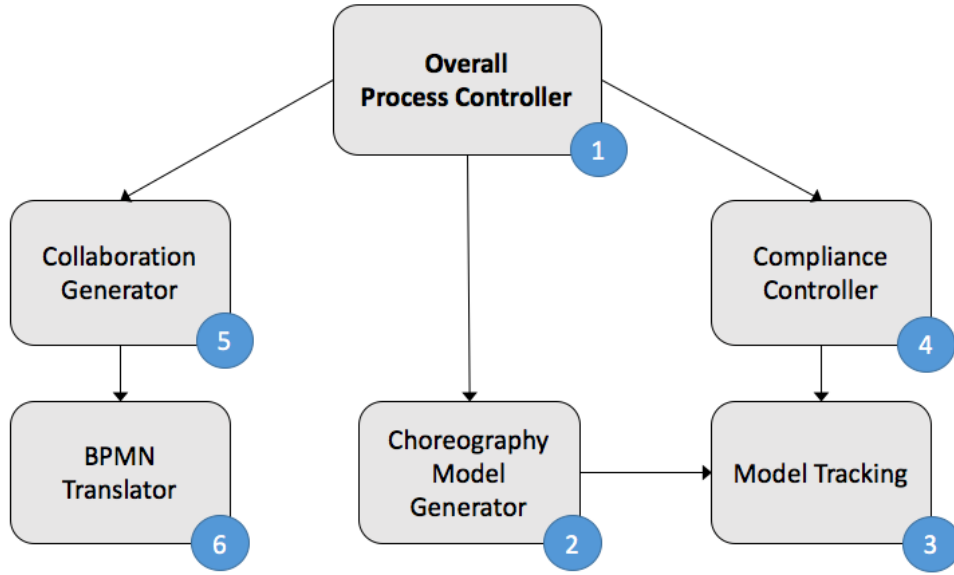 Overall
Process Controller
1
Collaboration
Generator
5
Compliance
Controller
4
BPMN
Translator
6
Choreography
Model
Generator
2
Model Tracking
3